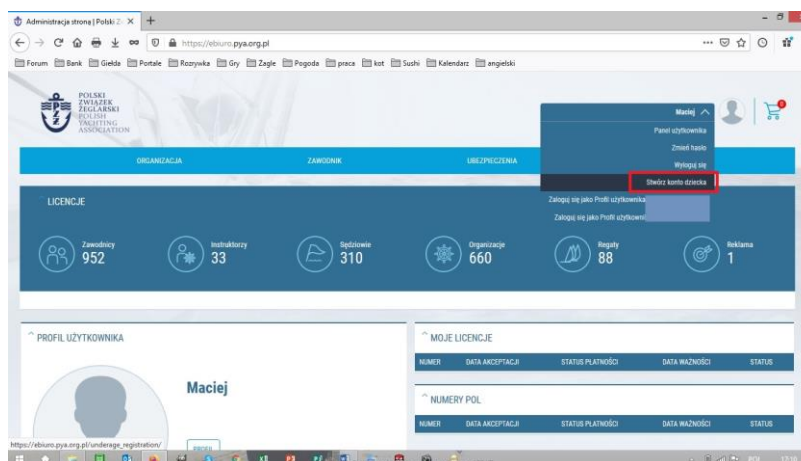 Administracja stroną | Polski Z
https://ebiuro.pya.org.pl
Forum Bank Giełda Portale Rozrywka Gry Żagle Pogoda praca kot Sushi Kalendarz angielski
POLSKI
ZWIĄZEK
ŻEGLARSKI
POLISH
YACHTING
ASSOCIATION
Maciej
Panel użytkownika
Zmień hasło
Wyloguj się
Stwórz konto dziecka
Zaloguj się jako Profil użytkownika
Zaloguj się jako Profil użytkowni
ORGANIZACJA ZAWODNIK UBEZPIECZENIA
LICENCJE
Zawodnicy
952
Instruktorzy
33
Sędziowie
310
Organizacje
660
Regaty
88
Reklama
1
PROFIL UŻYTKOWNIKA
Maciej
PROFIL
MOJE LICENCJE
NUMER DATA AKCEPTACJI STATUS PŁATNOŚCI DATA WAŻNOŚCI STATUS
NUMERY POL
NUMER DATA AKCEPTACJI STATUS PŁATNOŚCI DATA WAŻNOŚCI STATUS
https://ebiuro.pya.org.pl/underage_registration/